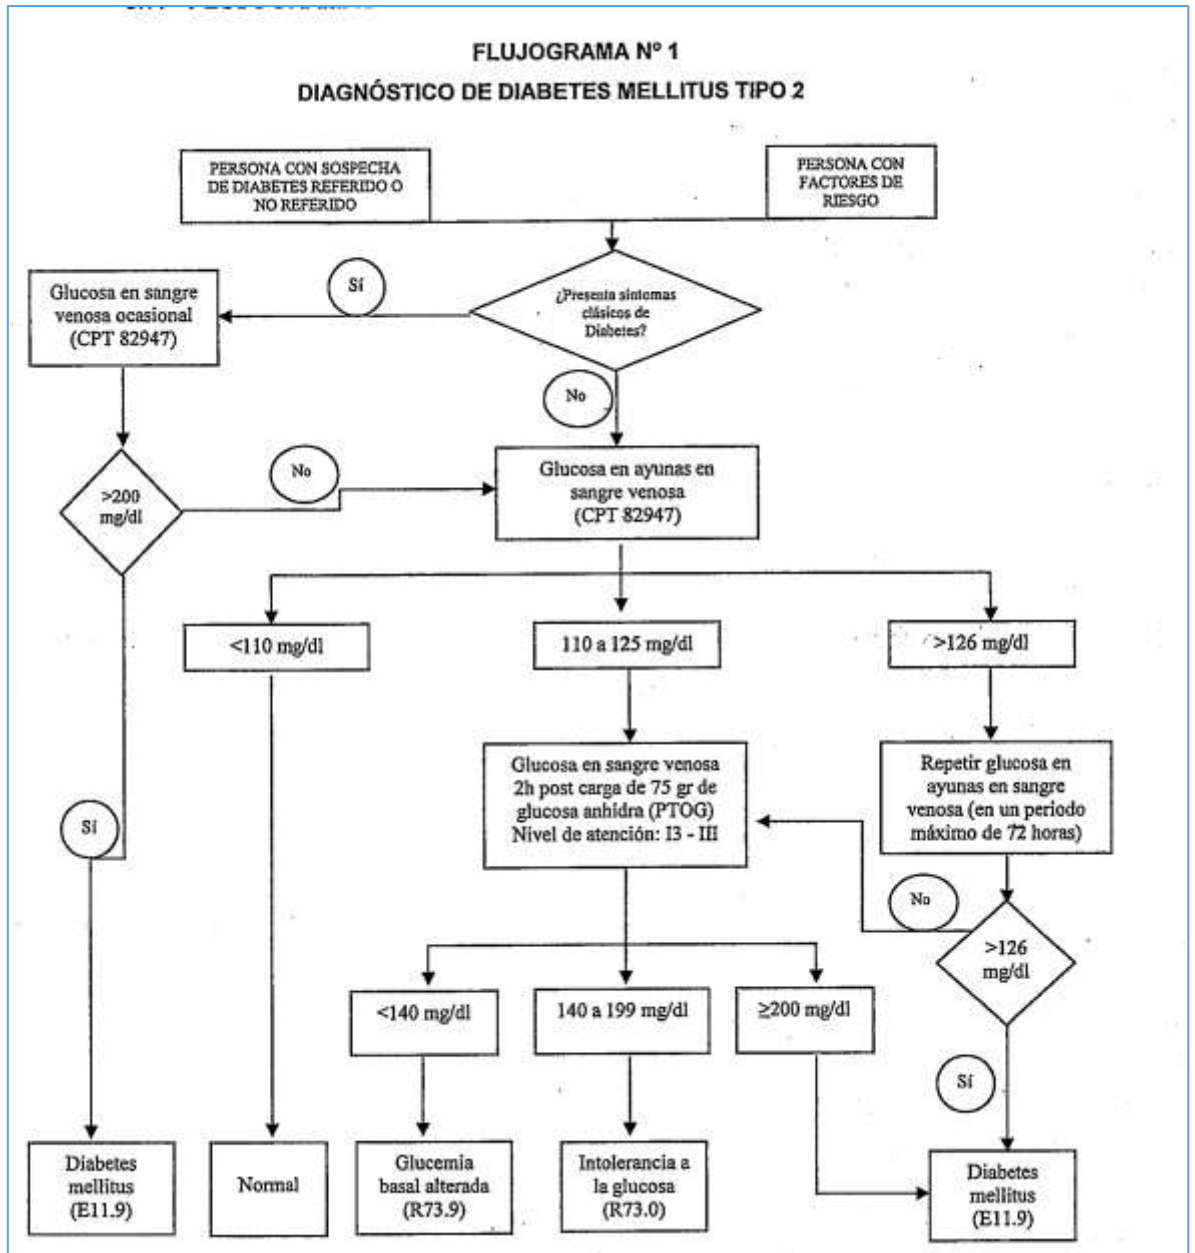 FLUJOGRAMA Nº 1
DIAGNÓSTICO DE DIABETES MELLITUS TIPO 2
PERSONA CON SOSPECHA
DE DIABETES REFERIDO O
NO REFERIDO
PERSONA CON
FACTORES DE
RIESGO
¿Presenta síntomas
clásicos de
Diabetes?
Sí
Glucosa en sangre
venosa ocasional
(CPT 82947)
No
>200
mg/dl
No
Glucosa en ayunas en
sangre venosa
(CPT 82947)
<110 mg/dl
110 a 125 mg/dl
>126 mg/dl
Glucosa en sangre venosa
2h post carga de 75 gr de
glucosa anhidra (PTOG)
Nivel de atención: I3 - III
Repetir glucosa en
ayunas en sangre
venosa (en un periodo
máximo de 72 horas)
Sí
No
>126
mg/dl
<140 mg/dl
140 a 199 mg/dl
≥200 mg/dl
Sí
Diabetes
mellitus
(E11.9)
Normal
Glucemia
basal alterada
(R73.9)
Intolerancia a
la glucosa
(R73.0)
Diabetes
mellitus
(E11.9)